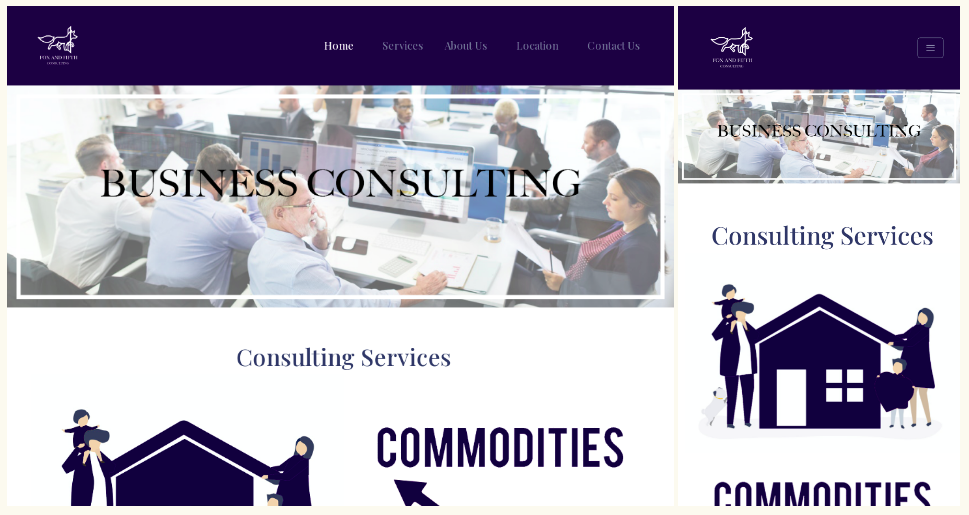 FOX AND FIFTH
CONSULTING
Home
Services
About Us
Location
Contact Us
BUSINESS CONSULTING
Consulting Services
COMMODITIES
FOX AND FIFTH
CONSULTING
BUSINESS CONSULTING
Consulting Services
COMMODITIES